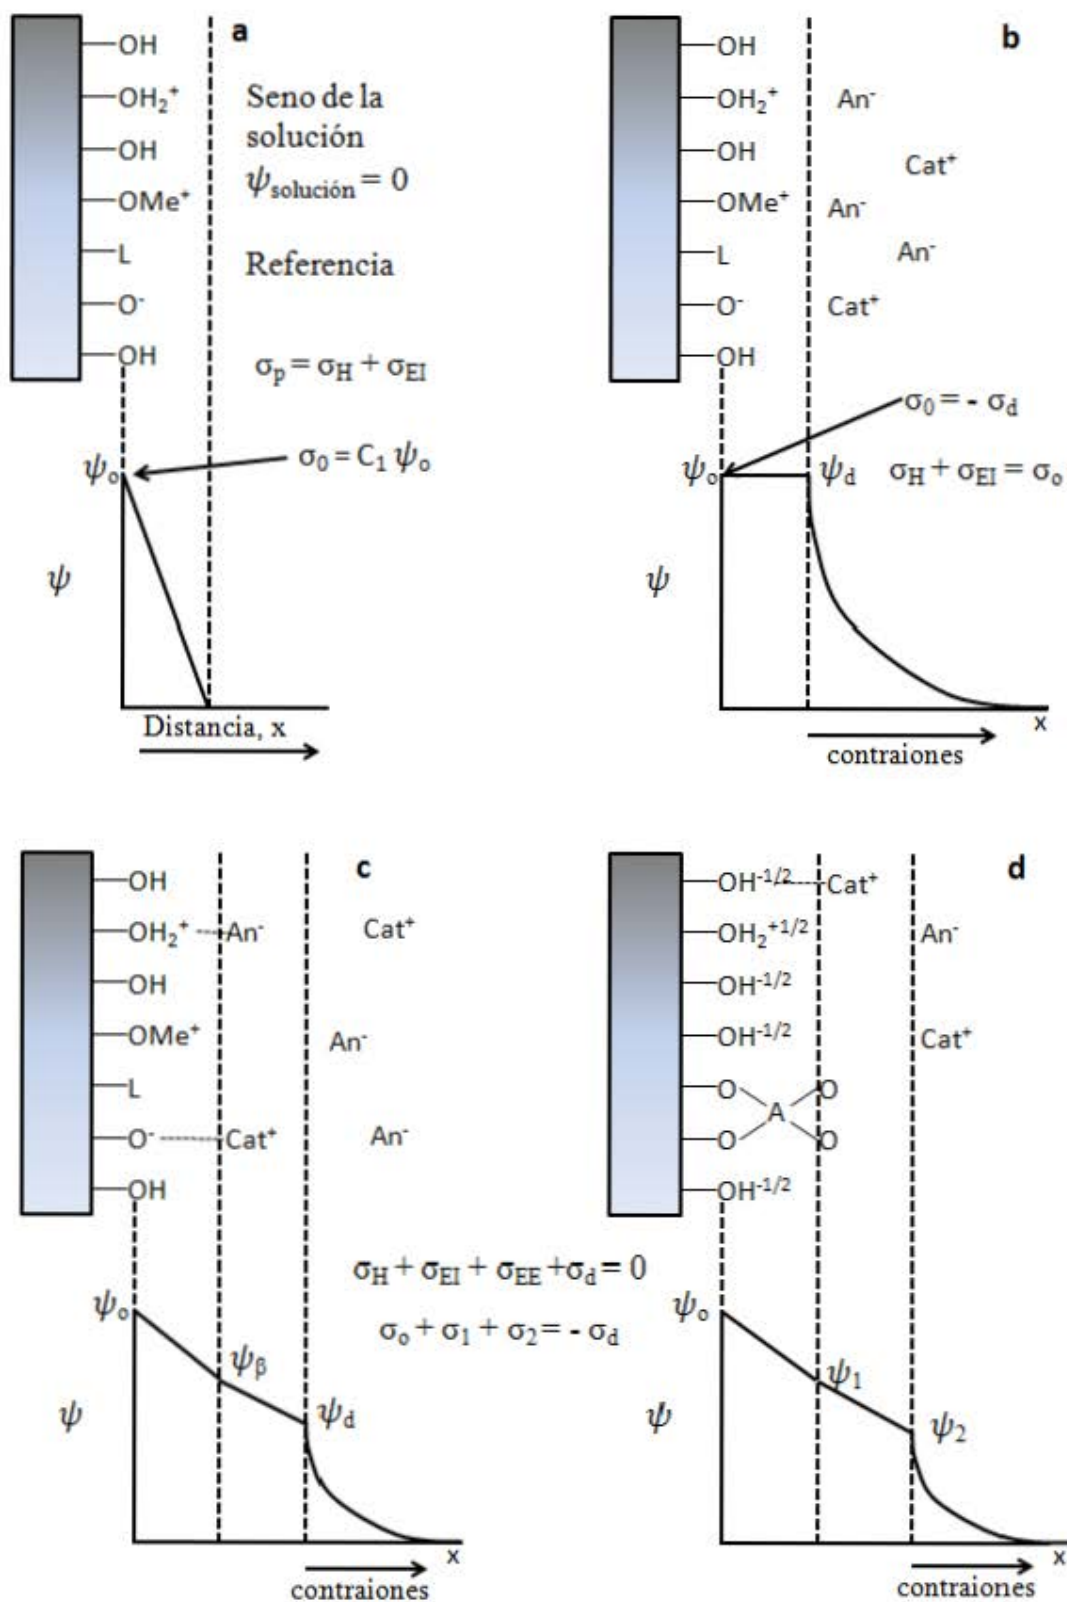 a
OH
OH₂⁺
OH
OMe⁺
L
O⁻
OH
Seno de la
solución
ψsolución = 0
Referencia
σp = σH + σEI
σ0 = C1 ψo
ψo
ψ
Distancia, x
b
OH
OH₂⁺
OH
OMe⁺
L
O⁻
OH
An⁻
Cat⁺
An⁻
An⁻
Cat⁺
σ0 = - σd
ψo
ψd
σH + σEI = σo
ψ
x
contraiones
c
OH
OH₂⁺
An⁻
Cat⁺
OH
OMe⁺
An⁻
L
O⁻
Cat⁺
An⁻
OH
σH + σEI + σEE +σd = 0
σo + σ1 + σ2 = - σd
ψo
ψβ
ψd
ψ
x
contraiones
d
OH⁻¹/²
Cat⁺
OH₂⁺¹/²
An⁻
OH⁻¹/²
OH⁻¹/²
Cat⁺
O
O
A
O
O
OH⁻¹/²
ψo
ψ1
ψ2
ψ
x
contraiones